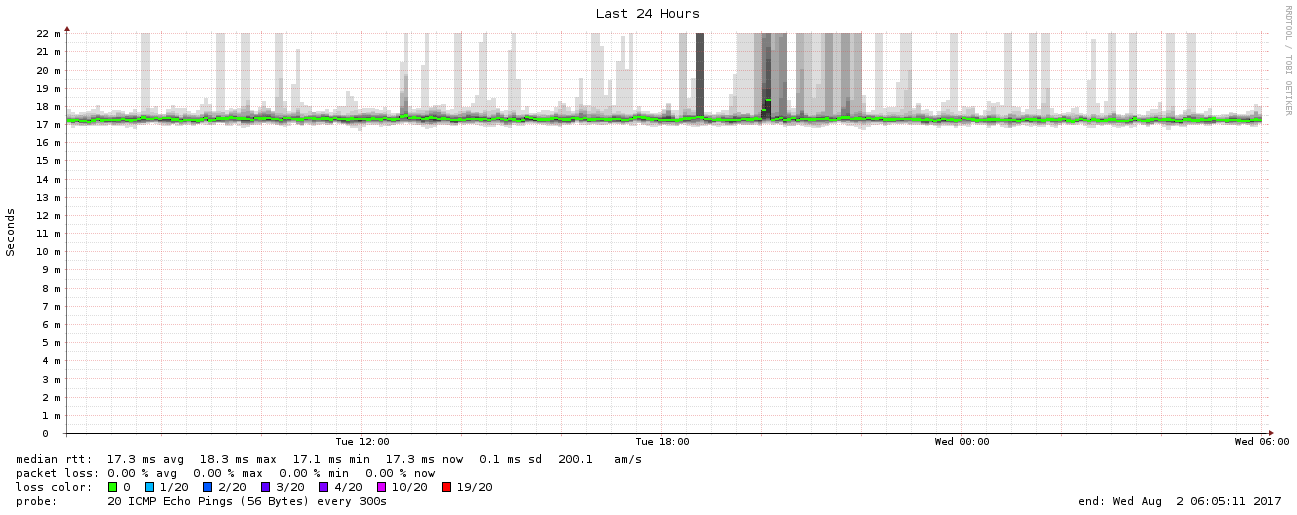 Last 24 Hours
RRDTOOL / TOBI OETIKER
Seconds
22 m
21 m
20 m
19 m
18 m
17 m
16 m
15 m
14 m
13 m
12 m
11 m
10 m
9 m
8 m
7 m
6 m
5 m
4 m
3 m
2 m
1 m
0
Tue 12:00 Tue 18:00 Wed 00:00 Wed 06:00
median rtt: 17.3 ms avg 18.3 ms max 17.1 ms min 17.3 ms now 0.1 ms sd 200.1 am/s
packet loss: 0.00 % avg 0.00 % max 0.00 % min 0.00 % now
loss color: 0 1/20 2/20 3/20 4/20 10/20 19/20
probe: 20 ICMP Echo Pings (56 Bytes) every 300s end: Wed Aug 2 06:05:11 2017